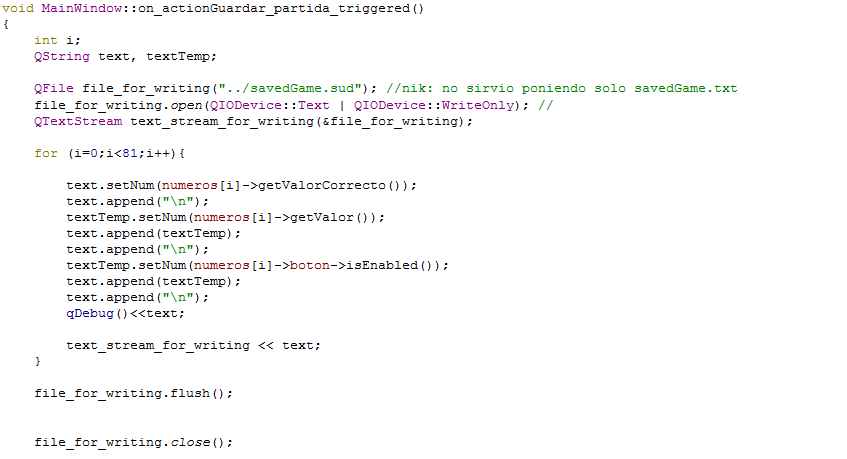 void MainWindow::on_actionGuardar_partida_triggered()
{
int i;
QString text, textTemp;
QFile file_for_writing("../savedGame.sud"); //nik: no sirvio poniendo solo savedGame.txt
file_for_writing.open(QIODevice::Text | QIODevice::WriteOnly); //
QTextStream text_stream_for_writing(&file_for_writing);
for (i=0;i<81;i++){
text.setNum(numeros[i]->getValorCorrecto());
text.append("\n");
textTemp.setNum(numeros[i]->getValor());
text.append(textTemp);
text.append("\n");
textTemp.setNum(numeros[i]->boton->isEnabled());
text.append(textTemp);
text.append("\n");
qDebug()<<text;
text_stream_for_writing << text;
}
file_for_writing.flush();
file_for_writing.close();